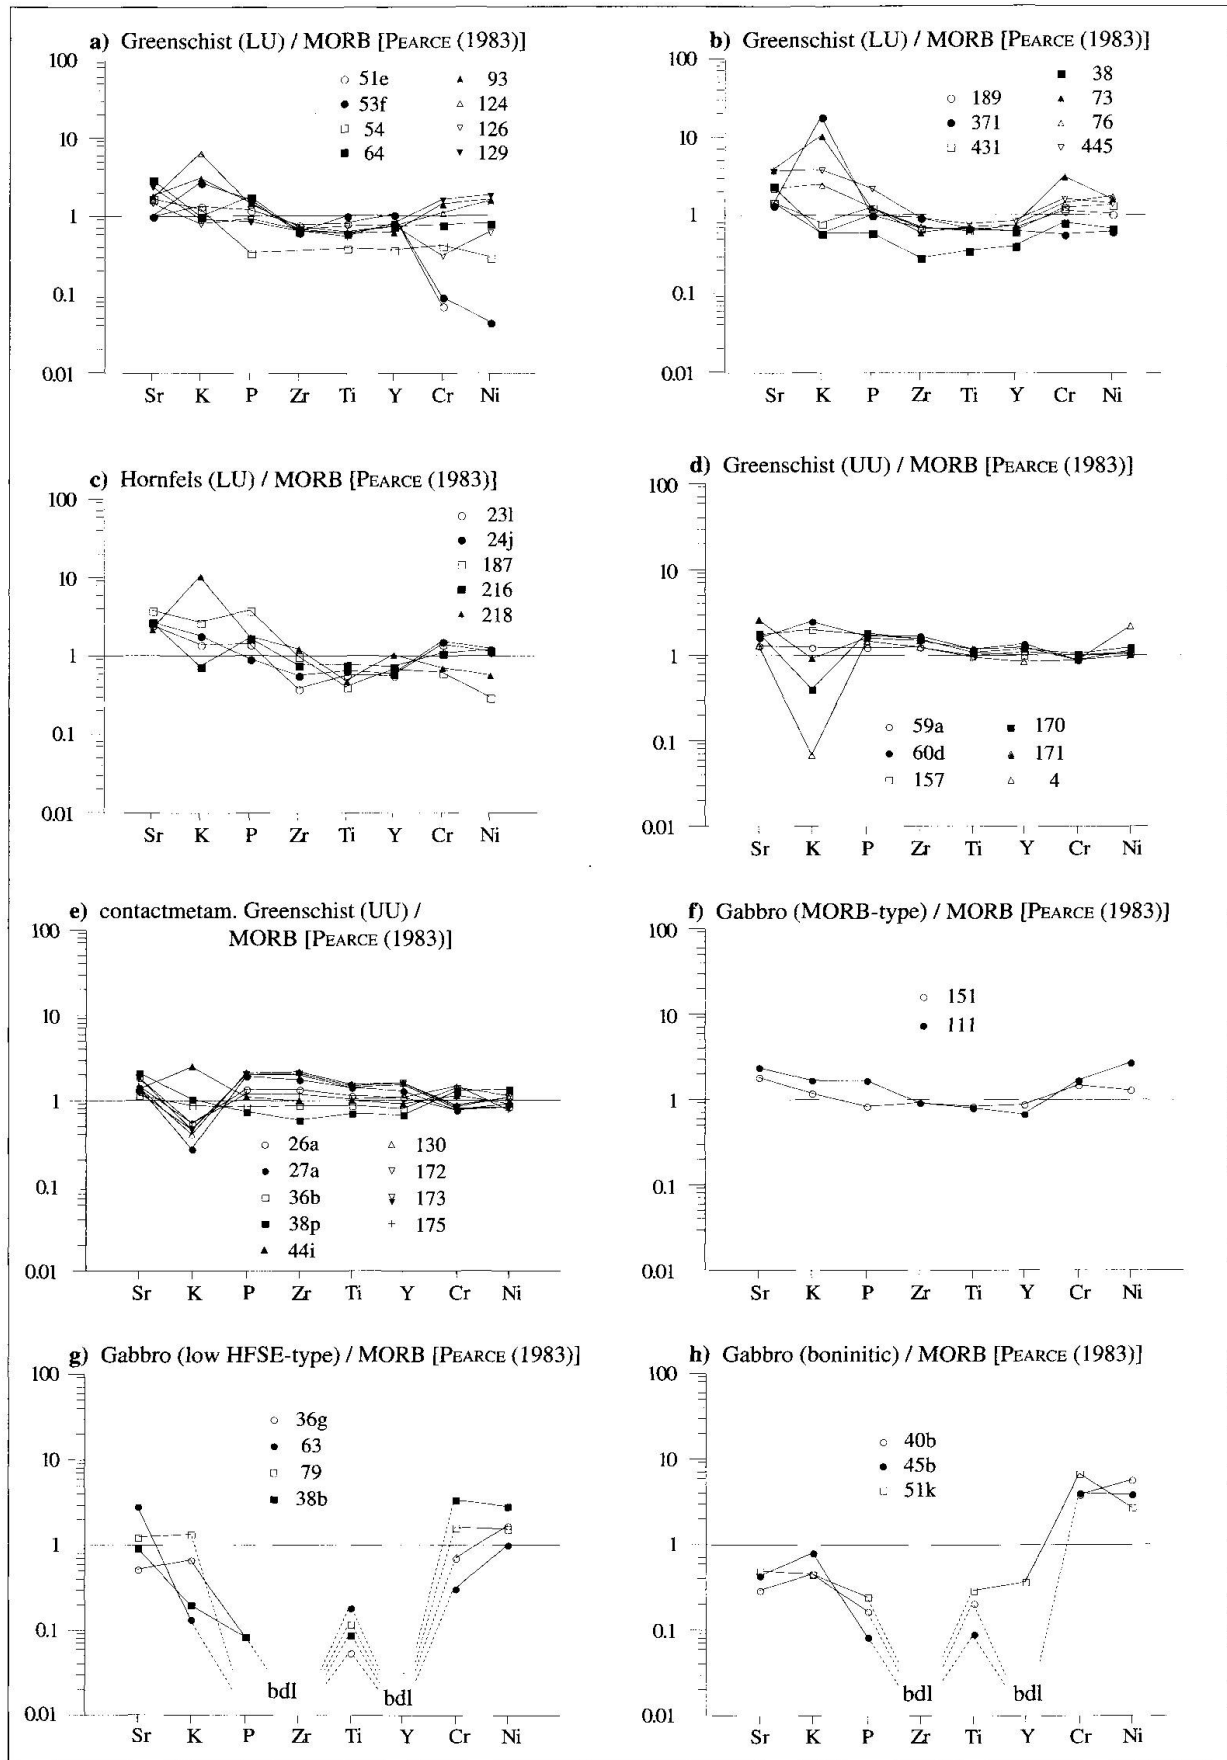 a) Greenschist (LU) / MORB [PEARCE (1983)]
100
10
1
0.1
0.01
51e
53f
54
64
93
124
126
129
Sr K P Zr Ti Y Cr Ni
b) Greenschist (LU) / MORB [PEARCE (1983)]
100
10
1
0.1
0.01
189
371
431
38
73
76
445
Sr K P Zr Ti Y Cr Ni
c) Hornfels (LU) / MORB [PEARCE (1983)]
100
10
1
0.1
0.01
23l
24j
187
216
218
Sr K P Zr Ti Y Cr Ni
d) Greenschist (UU) / MORB [PEARCE (1983)]
100
10
1
0.1
0.01
59a
60d
157
170
171
4
Sr K P Zr Ti Y Cr Ni
e) contactmetam. Greenschist (UU) /
MORB [PEARCE (1983)]
100
10
1
0.1
0.01
26a
27a
36b
38p
44i
130
172
173
175
Sr K P Zr Ti Y Cr Ni
f) Gabbro (MORB-type) / MORB [PEARCE (1983)]
100
10
1
0.1
0.01
151
111
Sr K P Zr Ti Y Cr Ni
g) Gabbro (low HFSE-type) / MORB [PEARCE (1983)]
100
10
1
0.1
0.01
36g
63
79
38b
bdl
bdl
Sr K P Zr Ti Y Cr Ni
h) Gabbro (boninitic) / MORB [PEARCE (1983)]
100
10
1
0.1
0.01
40b
45b
51k
bdl
bdl
Sr K P Zr Ti Y Cr Ni